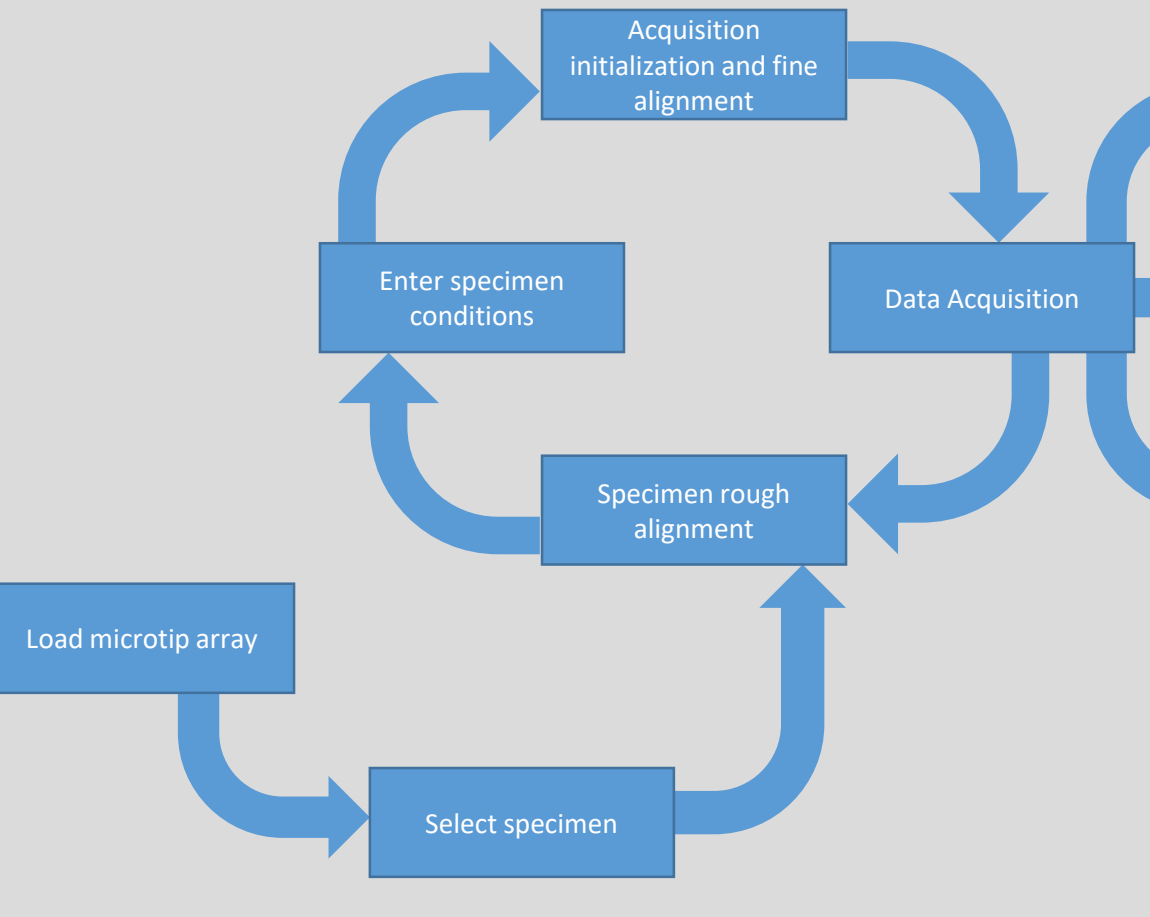 Acquisition
initialization and fine
alignment
Enter specimen
conditions
Data Acquisition
Specimen rough
alignment
Load microtip array
Select specimen